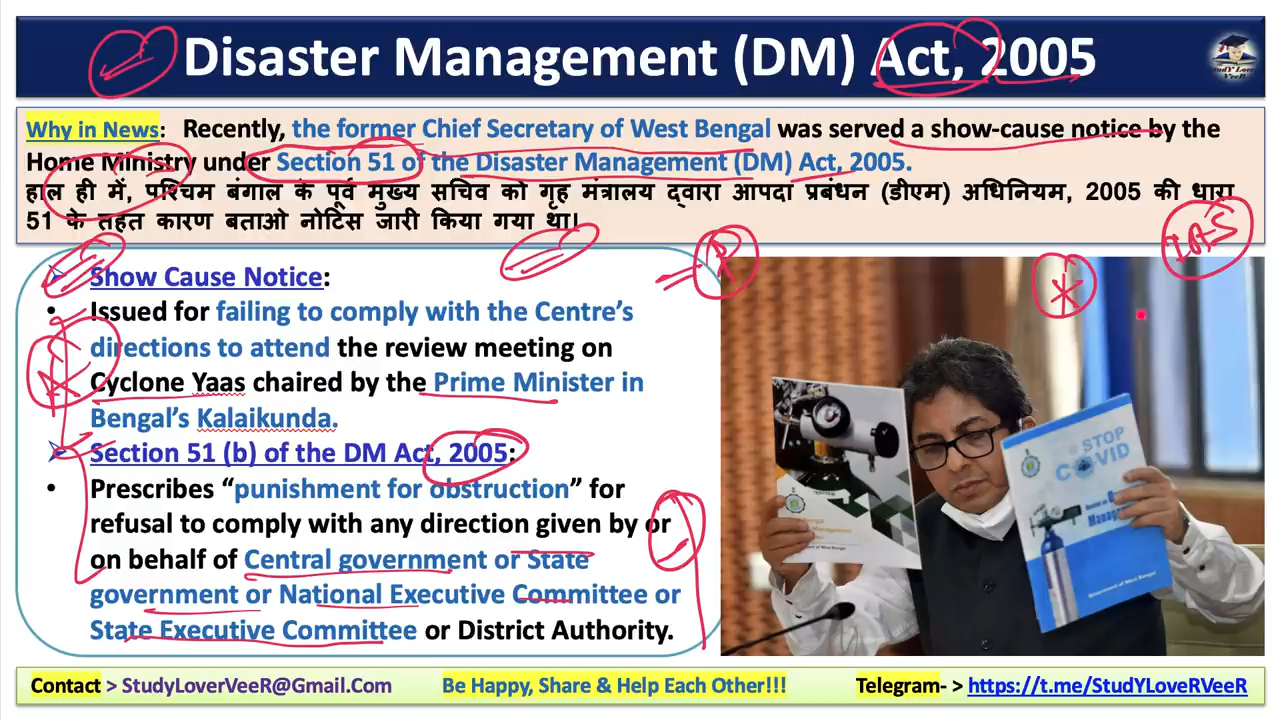 Disaster Management (DM) Act, 2005
StudY Love VeeR
Why in News: Recently, the former Chief Secretary of West Bengal was served a show-cause notice by the
Home Ministry under Section 51 of the Disaster Management (DM) Act, 2005.
हाल ही में, पश्चिम बंगाल के पूर्व मुख्य सचिव को गृह मंत्रालय द्वारा आपदा प्रबंधन (डीएम) अधिनियम, 2005 की धारा
51 के तहत कारण बताओ नोटिस जारी किया गया था।
IAS
➢ Show Cause Notice:
• Issued for failing to comply with the Centre's
directions to attend the review meeting on
Cyclone Yaas chaired by the Prime Minister in
Bengal's Kalaikunda.
➢ Section 51 (b) of the DM Act, 2005:
• Prescribes “punishment for obstruction” for
refusal to comply with any direction given by or
on behalf of Central government or State
government or National Executive Committee or
State Executive Committee or District Authority.
STOP
COVID
Government of West Bengal
Contact > StudyLoverVeeR@Gmail.Com
Be Happy, Share & Help Each Other!!!
Telegram- > https://t.me/StudYLoveRVeeR